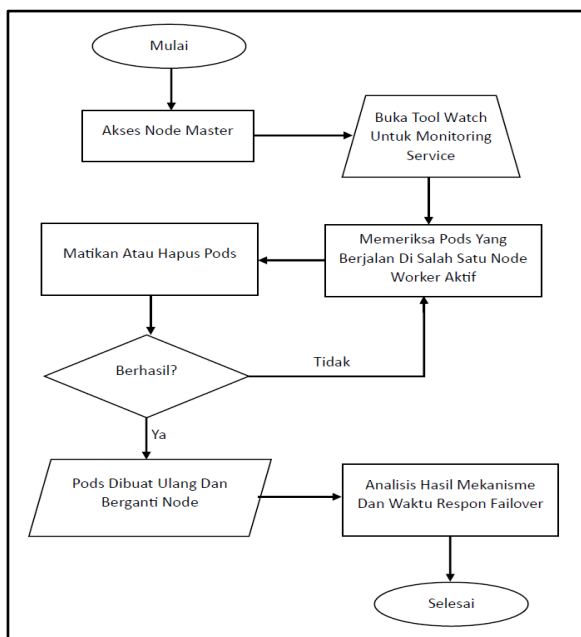 Mulai
Akses Node Master
Buka Tool Watch
Untuk Monitoring
Service
Memeriksa Pods Yang
Berjalan Di Salah Satu Node
Worker Aktif
Matikan Atau Hapus Pods
Berhasil?
Tidak
Ya
Pods Dibuat Ulang Dan
Berganti Node
Analisis Hasil Mekanisme
Dan Waktu Respon Failover
Selesai